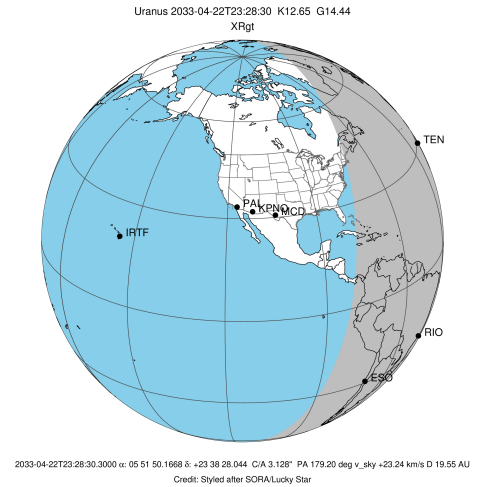 Uranus 2033-04-22T23:28:30  K12.65  G14.44
XRgt
TEN
PAL
KPNO
MCD
IRTF
RIO
ESO
2033-04-22T23:28:30.3000 α: 05 51 50.1668 δ: +23 38 28.044  C/A 3.128"  PA 179.20 deg v_sky +23.24 km/s D 19.55 AU
Credit: Styled after SORA/Lucky Star